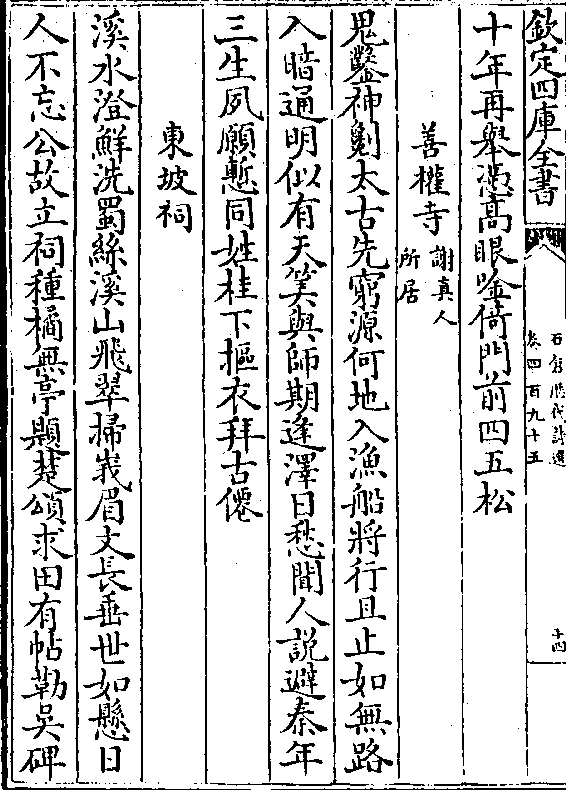 欽定四庫全書
石倉歴代詩選
卷四百九十五
十四
十年再舉憑高眼唫倚門前四五松
善權寺
謝真人
所居
鬼鑿神劖太古先窮源何地入漁船將行且止如無路
入暗通明似有天笑與師期逢澤日愁聞人說避秦年
三生夙願慙同姓桂下摳衣拜古僊
東坡祠
溪水澄鮮洗蜀絲溪山飛翠掃峩眉文長垂世如懸日
人不忘公故立祠種橘無亭題楚頌求田有帖勒吳碑